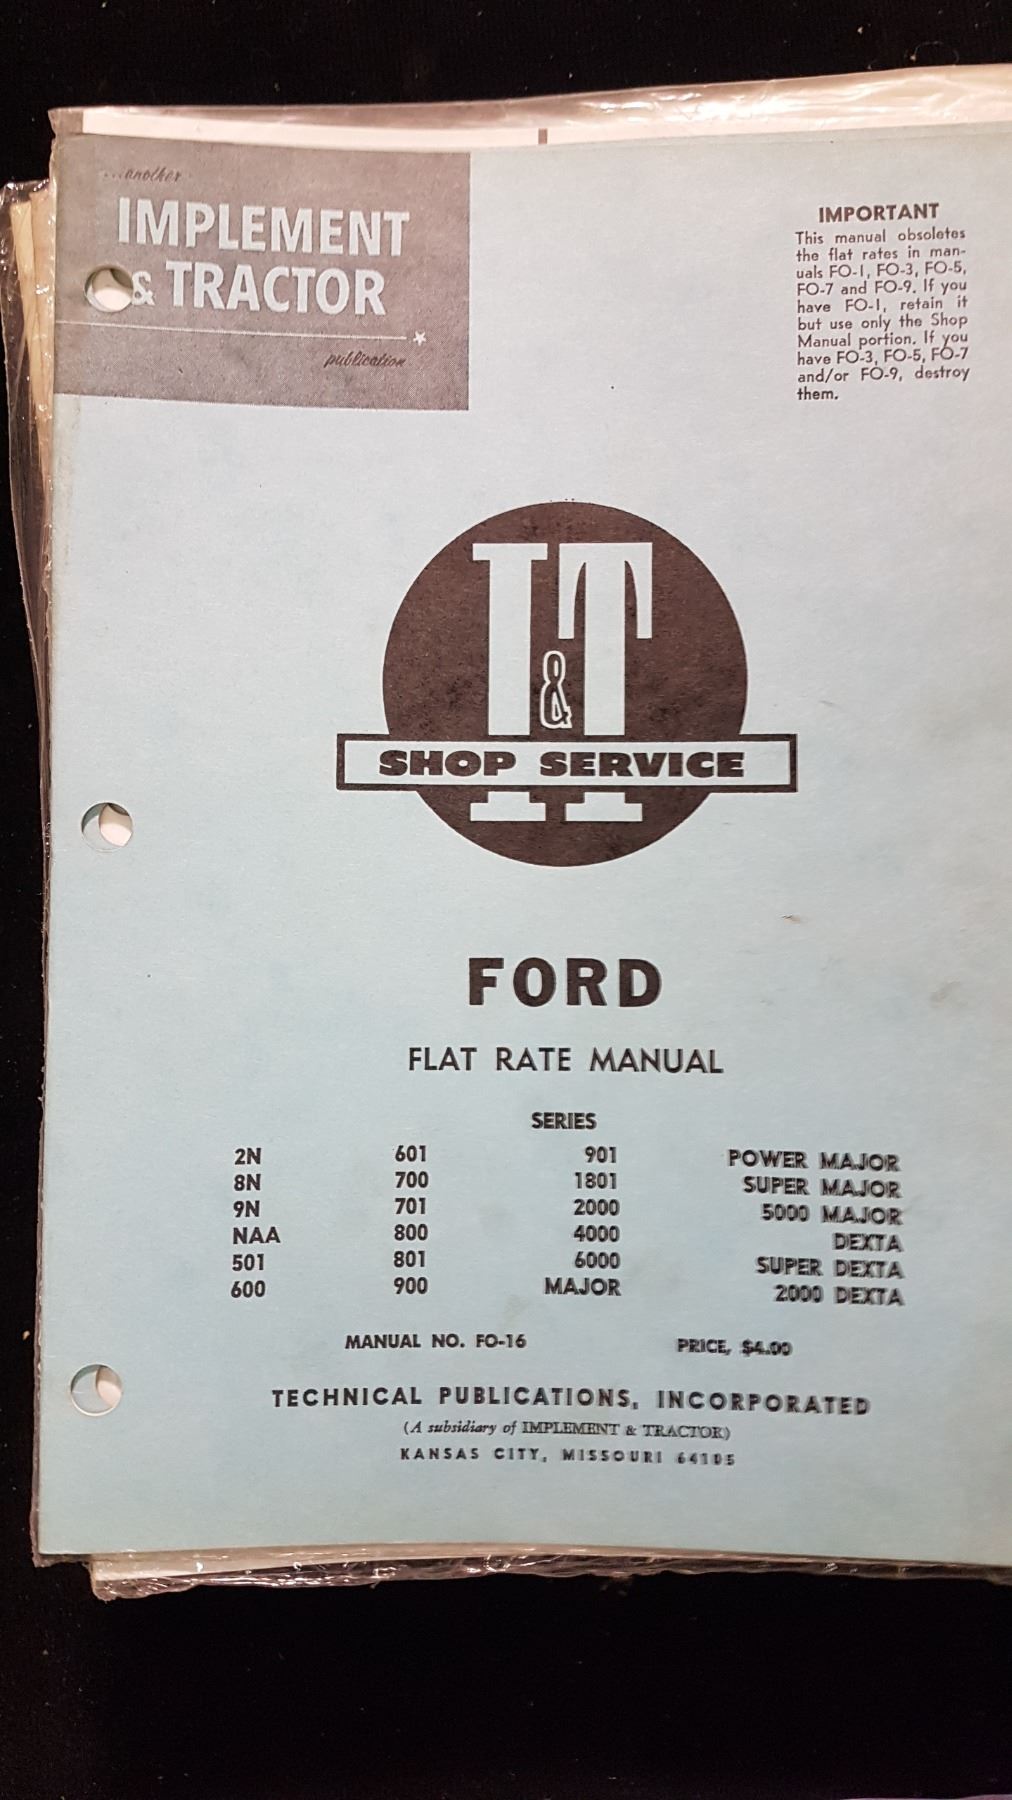 ...another
IMPLEMENT
& TRACTOR
publication
IMPORTANT
This manual obsoletes
the flat rates in man-
uals FO-1, FO-3, FO-5,
FO-7 and FO-9. If you
have FO-1, retain it
but use only the Shop
Manual portion. If you
have FO-3, FO-5, FO-7
and/or FO-9, destroy
them.
I&T
SHOP SERVICE
FORD
FLAT RATE MANUAL
SERIES
2N 601 901 POWER MAJOR
8N 700 1801 SUPER MAJOR
9N 701 2000 5000 MAJOR
NAA 800 4000 DEXTA
501 801 6000 SUPER DEXTA
600 900 MAJOR 2000 DEXTA
MANUAL NO. FO-16 PRICE, $4.00
TECHNICAL PUBLICATIONS, INCORPORATED
(A subsidiary of IMPLEMENT & TRACTOR)
KANSAS CITY, MISSOURI 64105